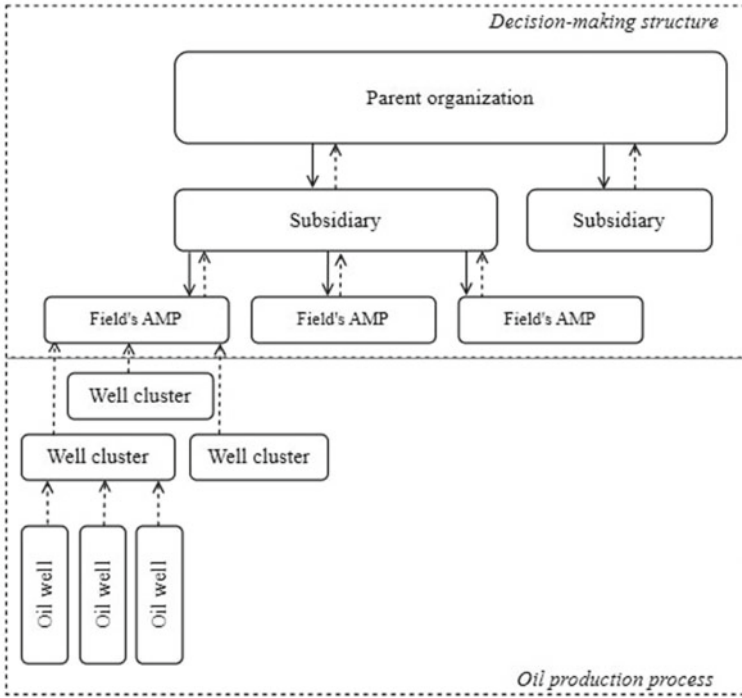 Decision-making structure
Parent organization
Subsidiary
Subsidiary
Field's AMP
Field's AMP
Field's AMP
Well cluster
Well cluster
Well cluster
Oil well
Oil well
Oil well
Oil production process